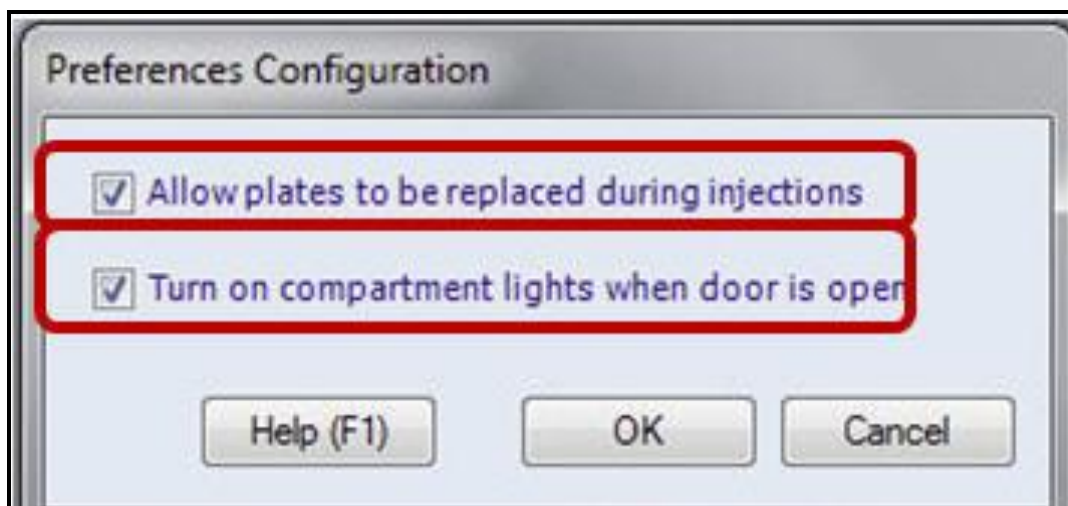 Preferences Configuration
Allow plates to be replaced during injections
Turn on compartment lights when door is open
Help (F1)
OK
Cancel